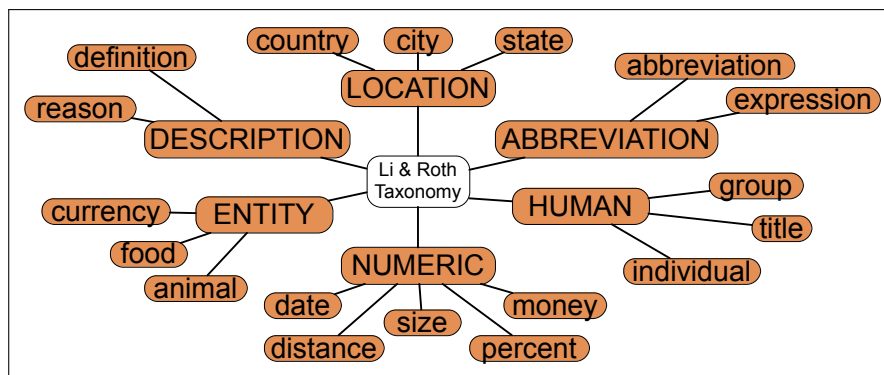 country
city
state
definition
abbreviation
LOCATION
reason
expression
DESCRIPTION
ABBREVIATION
Li & Roth
Taxonomy
group
currency
ENTITY
HUMAN
title
food
individual
animal
NUMERIC
date
money
size
distance
percent